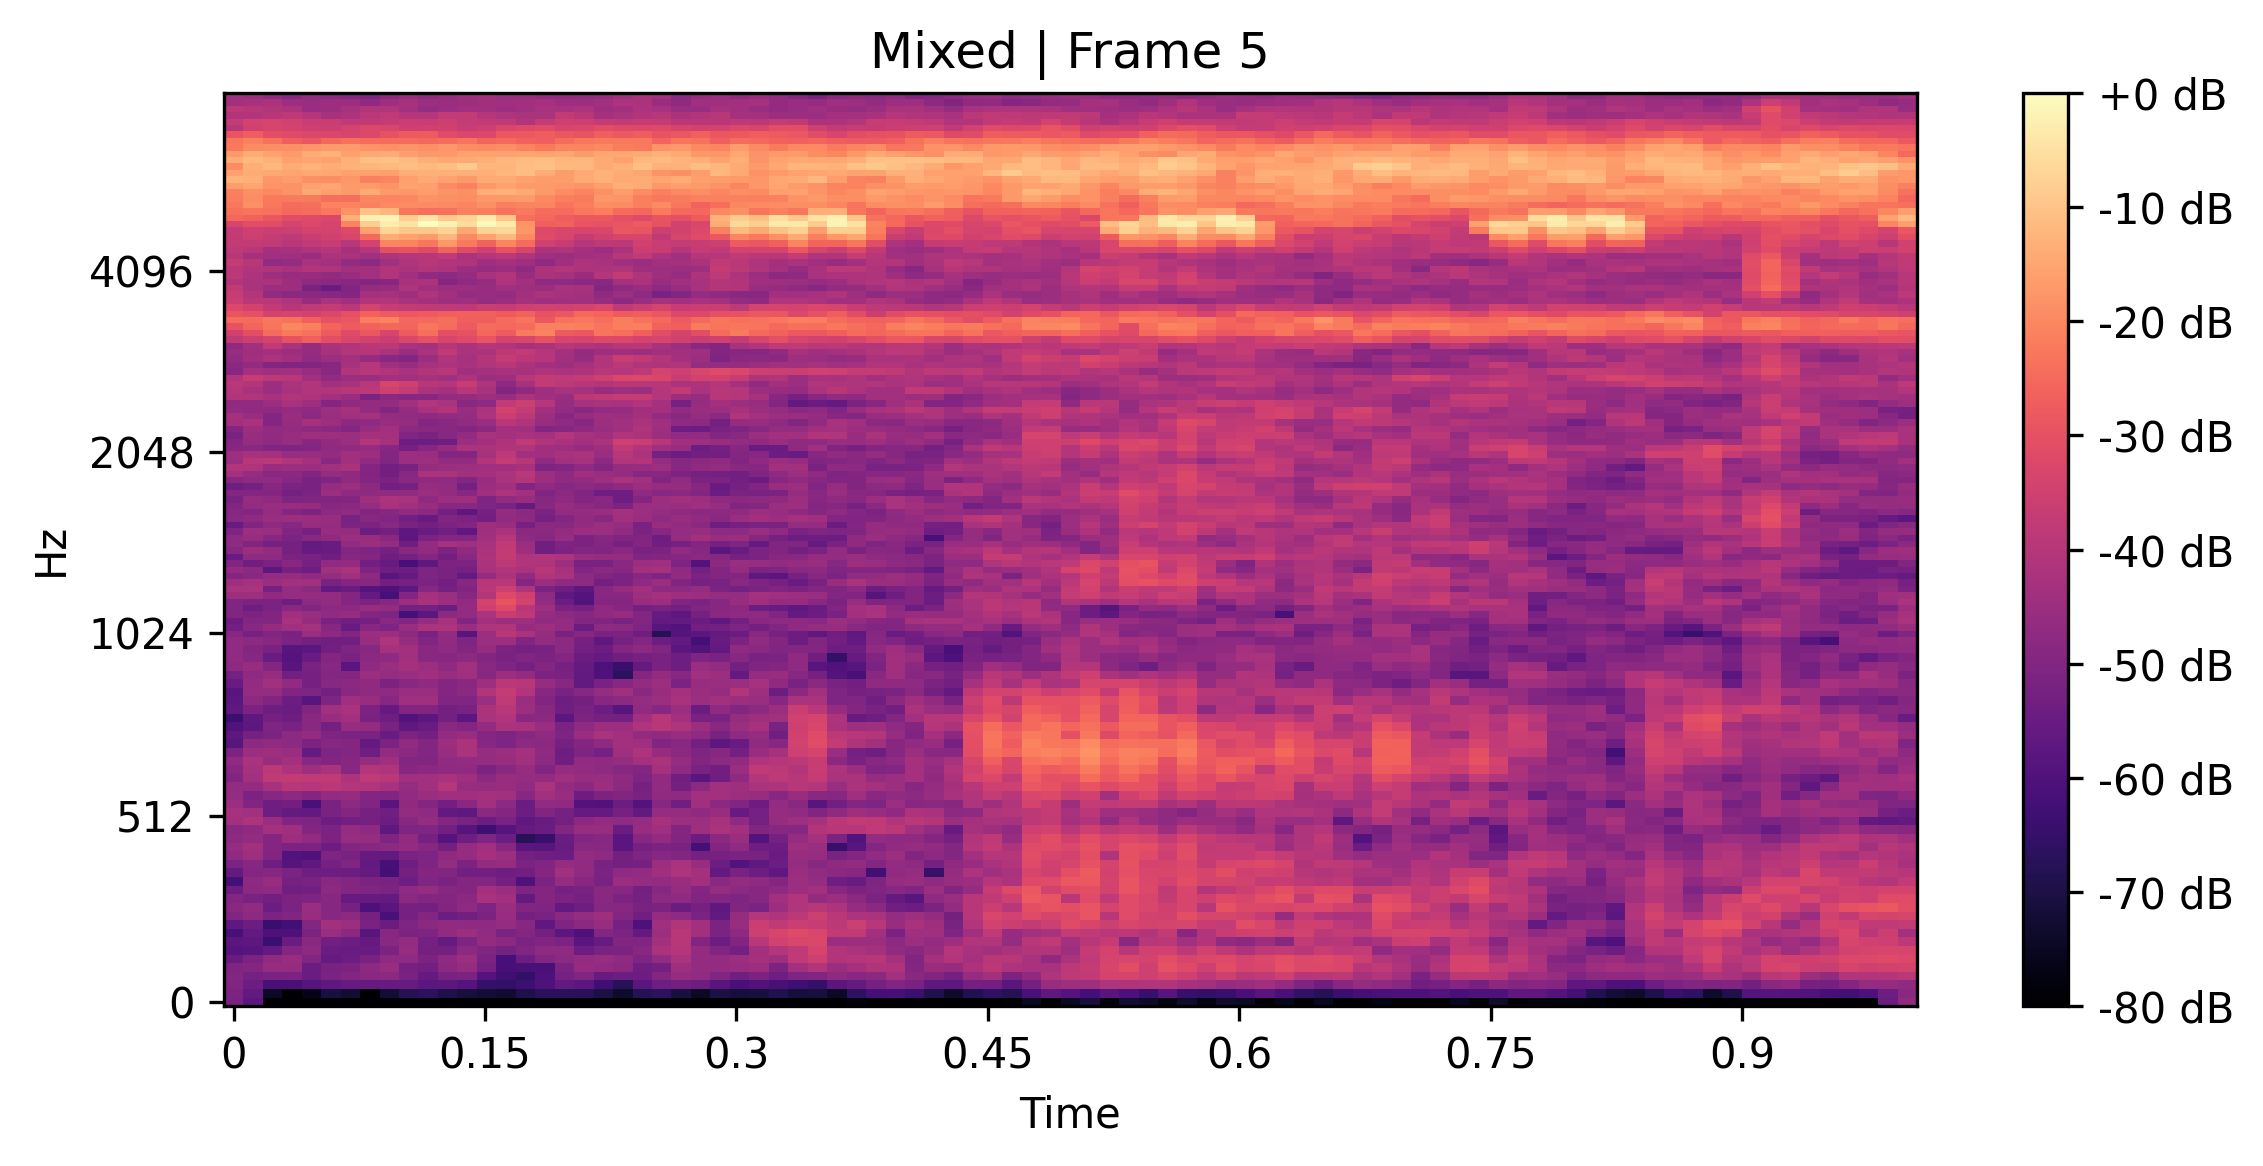 Mixed | Frame 5
+0 dB
-10 dB
-20 dB
-30 dB
-40 dB
-50 dB
-60 dB
-70 dB
-80 dB
Hz
4096
2048
1024
512
0
0 0.15 0.3 0.45 0.6 0.75 0.9
Time